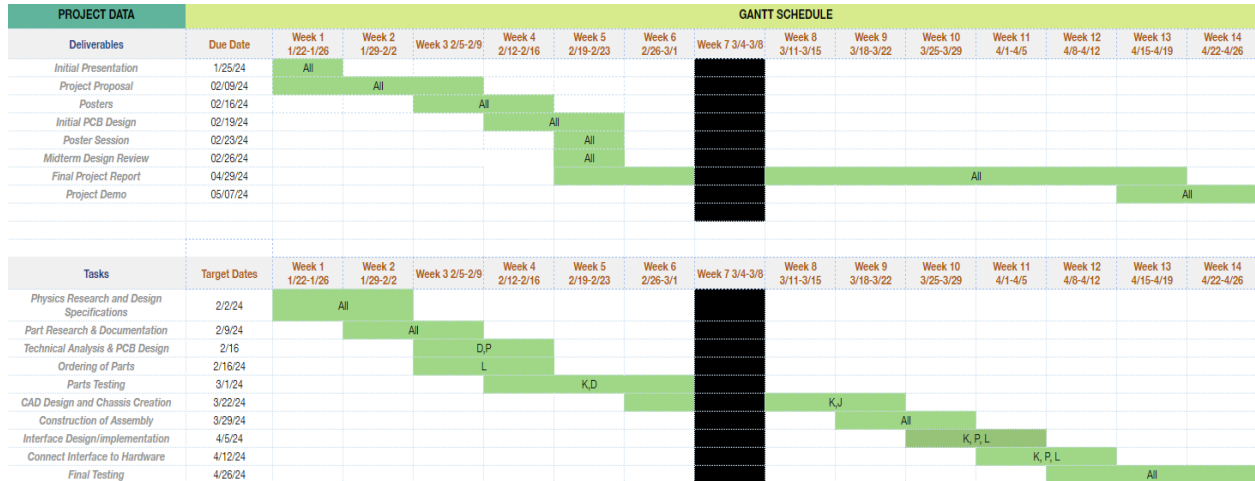 PROJECT DATA GANTT SCHEDULE
Deliverables Due Date Week 1 1/22-1/26 Week 2 1/29-2/2 Week 3 2/5-2/9 Week 4 2/12-2/16 Week 5 2/19-2/23 Week 6 2/26-3/1 Week 7 3/4-3/8 Week 8 3/11-3/15 Week 9 3/18-3/22 Week 10 3/25-3/29 Week 11 4/1-4/5 Week 12 4/8-4/12 Week 13 4/15-4/19 Week 14 4/22-4/26
Initial Presentation 1/25/24 All
Project Proposal 02/09/24 All
Posters 02/16/24 All
Initial PCB Design 02/19/24 All
Poster Session 02/23/24 All
Midterm Design Review 02/26/24 All
Final Project Report 04/29/24 All
Project Demo 05/07/24 All
Tasks Target Dates Week 1 1/22-1/26 Week 2 1/29-2/2 Week 3 2/5-2/9 Week 4 2/12-2/16 Week 5 2/19-2/23 Week 6 2/26-3/1 Week 7 3/4-3/8 Week 8 3/11-3/15 Week 9 3/18-3/22 Week 10 3/25-3/29 Week 11 4/1-4/5 Week 12 4/8-4/12 Week 13 4/15-4/19 Week 14 4/22-4/26
Physics Research and Design Specifications 2/2/24 All
Part Research & Documentation 2/9/24 All
Technical Analysis & PCB Design 2/16 D,P
Ordering of Parts 2/16/24 L
Parts Testing 3/1/24 K,D
CAD Design and Chassis Creation 3/22/24 K,J
Construction of Assembly 3/29/24 All
Interface Design/implementation 4/5/24 K, P, L
Connect Interface to Hardware 4/12/24 K, P, L
Final Testing 4/26/24 All